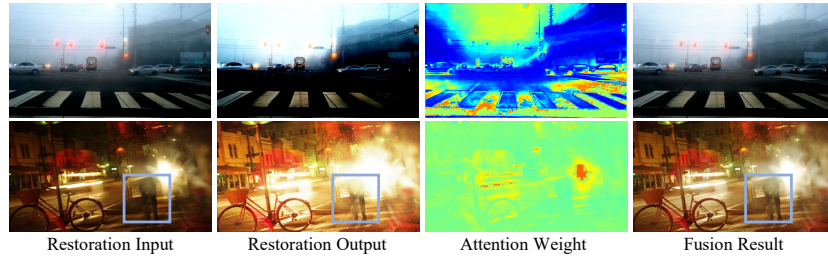 Restoration Input
Restoration Output
Attention Weight
Fusion Result